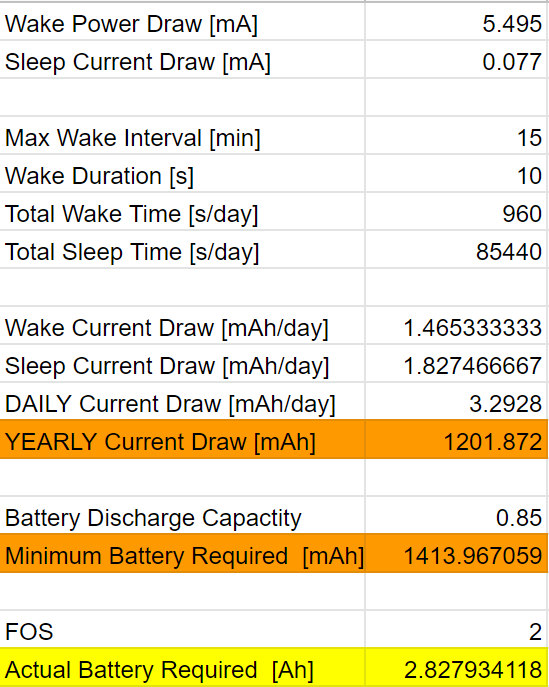 Wake Power Draw [mA] 5.495
Sleep Current Draw [mA] 0.077
Max Wake Interval [min] 15
Wake Duration [s] 10
Total Wake Time [s/day] 960
Total Sleep Time [s/day] 85440
Wake Current Draw [mAh/day] 1.465333333
Sleep Current Draw [mAh/day] 1.827466667
DAILY Current Draw [mAh/day] 3.2928
YEARLY Current Draw [mAh] 1201.872
Battery Discharge Capactity 0.85
Minimum Battery Required  [mAh] 1413.967059
FOS 2
Actual Battery Required  [Ah] 2.827934118